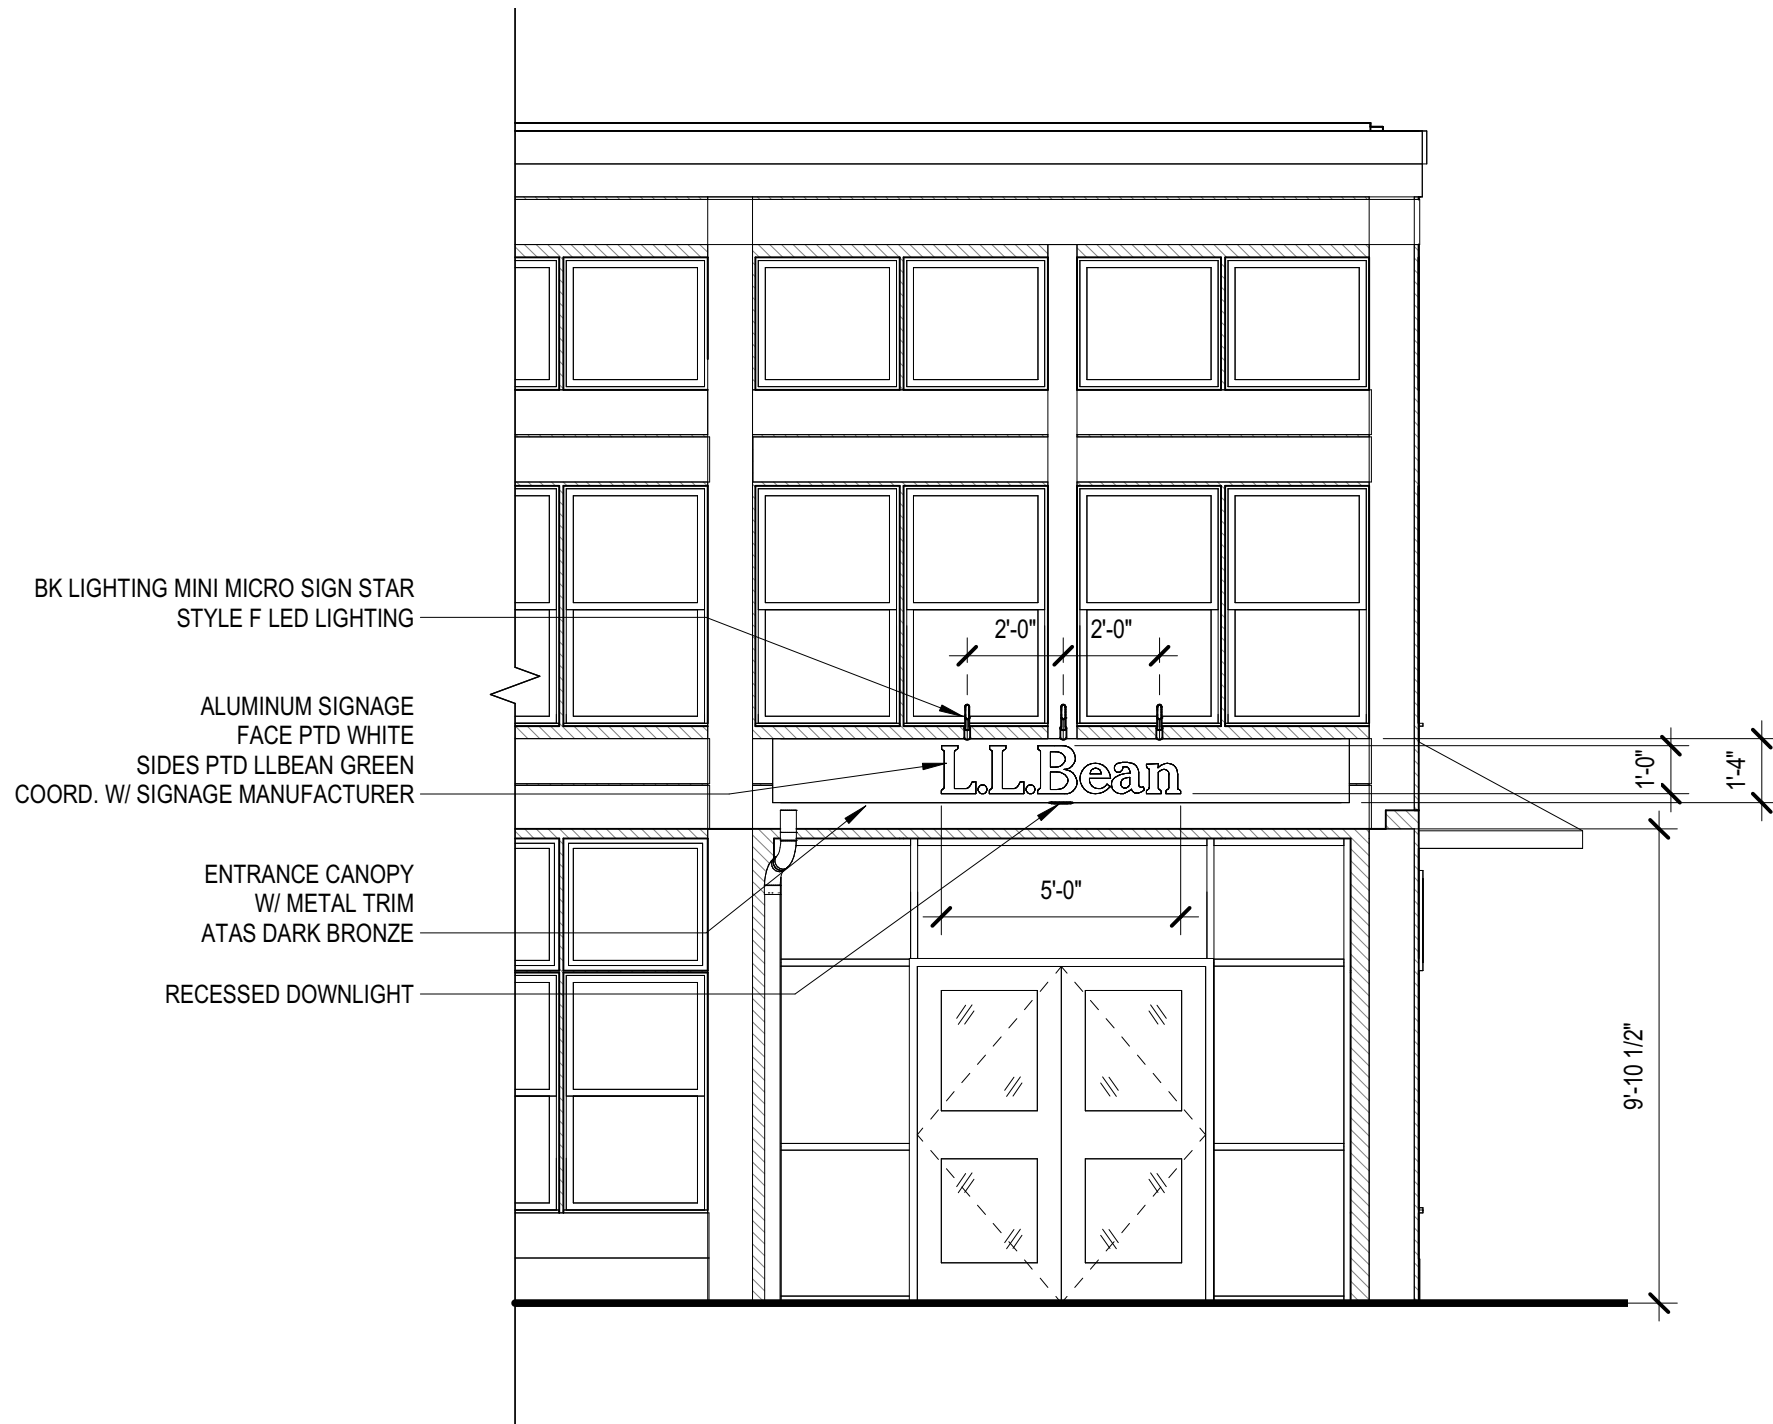 BK LIGHTING MINI MICRO SIGN STAR
STYLE F LED LIGHTING
2'-0"
2'-0"
ALUMINUM SIGNAGE
FACE PTD WHITE
SIDES PTD LLBEAN GREEN
COORD. W/ SIGNAGE MANUFACTURER
L.L.Bean
1'-0"
1'-4"
ENTRANCE CANOPY
W/ METAL TRIM
ATAS DARK BRONZE
5'-0"
RECESSED DOWNLIGHT
9'-10 1/2"